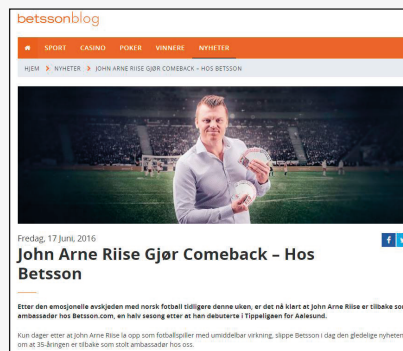 betssonblog
SPORT CASINO POKER VINNERE NYHETER
HJEM > NYHETER > JOHN ARNE RIISE GJØR COMEBACK – HOS BETSSON
Fredag, 17 Juni, 2016
John Arne Riise Gjør Comeback – Hos
Betsson
Etter den emosjonelle avskjeden med norsk fotball tidligere denne uken, er det nå klart at John Arne Riise er tilbake som
ambassadør hos Betsson.com, en halv sesong etter at han debuterte i Tippeligaen for Aalesund.
Kun dager etter at John Arne Riise la opp som fotballspiller med umiddelbar virkning, slippe Betsson i dag den gledelige nyheten
om at 35-åringen er tilbake som stolt ambassadør hos oss.